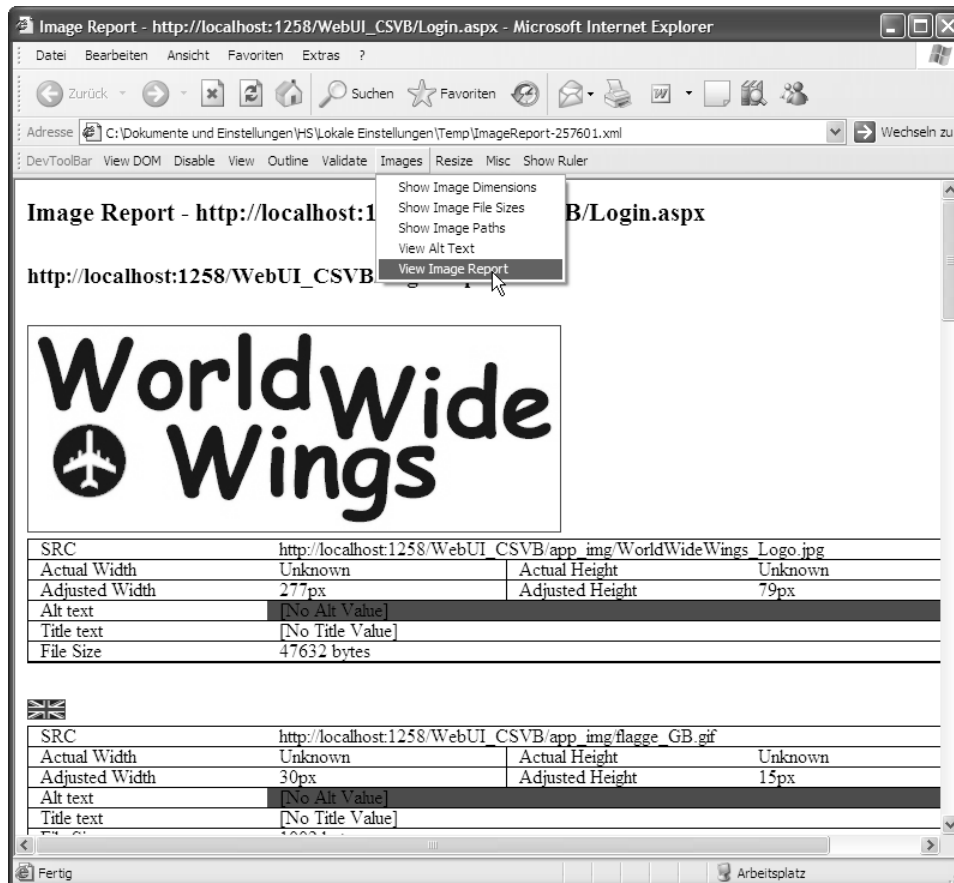 Image Report - http://localhost:1258/WebUI_CSVB/Login.aspx - Microsoft Internet Explorer
Datei Bearbeiten Ansicht Favoriten Extras ?
Zurück Suchen Favoriten
Adresse C:\Dokumente und Einstellungen\HS\Lokale Einstellungen\Temp\ImageReport-257601.xml Wechseln zu
DevToolBar View DOM Disable View Outline Validate Images Resize Misc Show Ruler
Show Image Dimensions
Show Image File Sizes
Show Image Paths
View Alt Text
View Image Report
Image Report - http://localhost:1 B/Login.aspx
http://localhost:1258/WebUI_CSVB
World Wide
Wings
SRC http://localhost:1258/WebUI_CSVB/app_img/WorldWideWings_Logo.jpg
Actual Width Unknown Actual Height Unknown
Adjusted Width 277px Adjusted Height 79px
Alt text [No Alt Value]
Title text [No Title Value]
File Size 47632 bytes
SRC http://localhost:1258/WebUI_CSVB/app_img/flagge_GB.gif
Actual Width Unknown Actual Height Unknown
Adjusted Width 30px Adjusted Height 15px
Alt text [No Alt Value]
Title text [No Title Value]
Fertig Arbeitsplatz